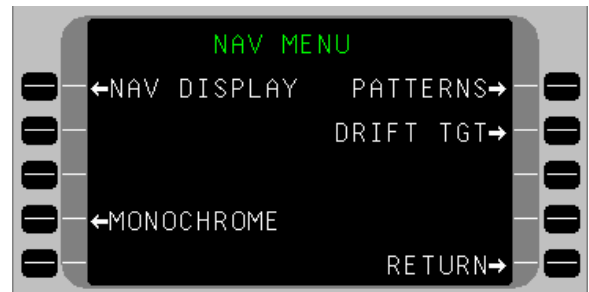 NAV MENU
←NAV DISPLAY PATTERNS→
DRIFT TGT→
←MONOCHROME
RETURN→